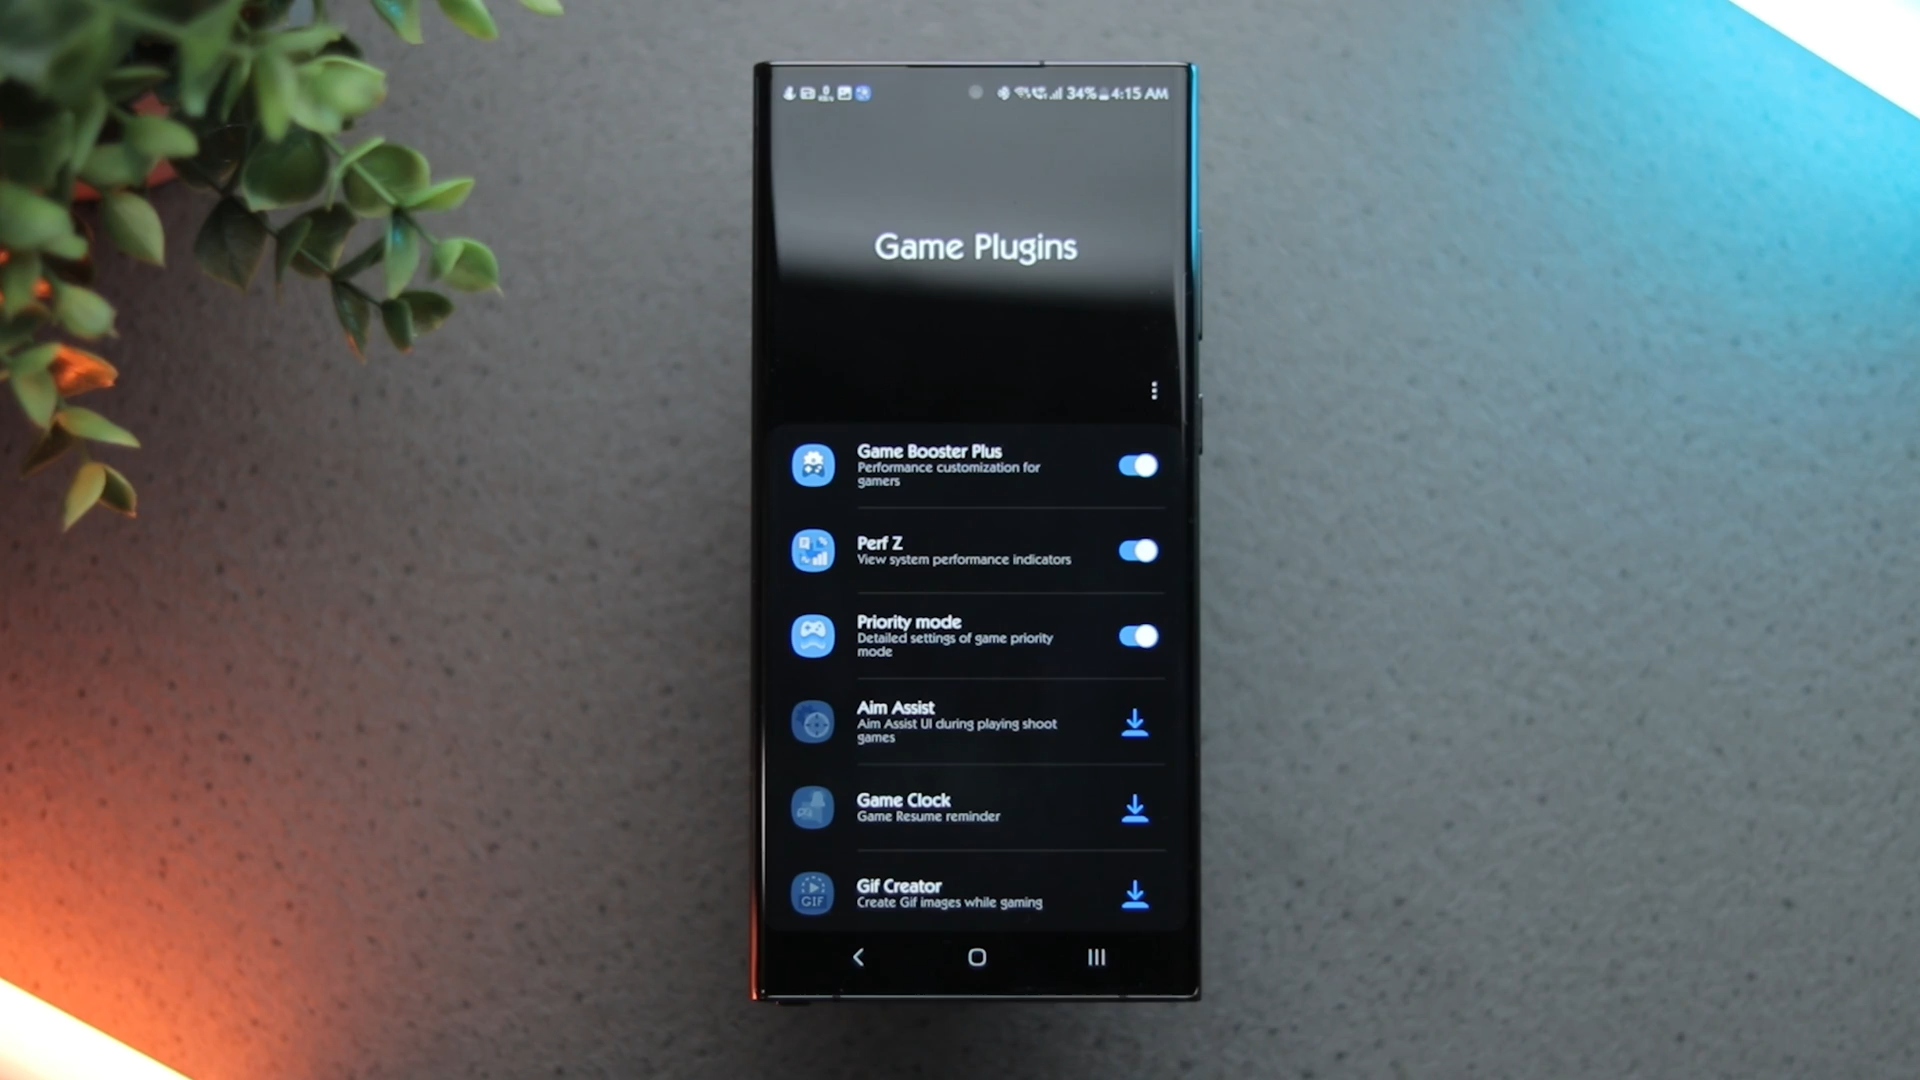 34% 4:15 AM
Game Plugins
Game Booster Plus
Performance customization for
gamers
Perf Z
View system performance indicators
Priority mode
Detailed settings of game priority
mode
Aim Assist
Aim Assist UI during playing shoot
games
Game Clock
Game Resume reminder
Gif Creator
GIF
Create Gif images while gaming